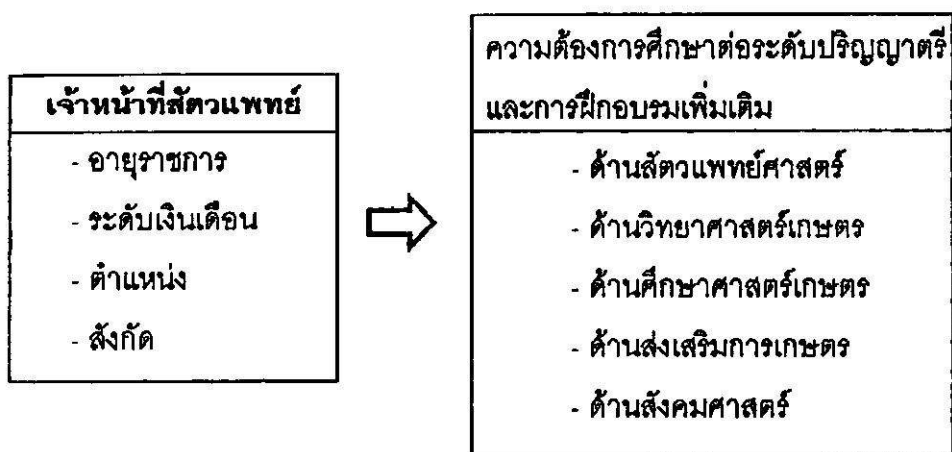 เจ้าหน้าที่สัตวแพทย์
- อายุราชการ
- ระดับเงินเดือน
- ตำแหน่ง
- สังกัด
ความต้องการศึกษาต่อระดับปริญญาตรี
และการฝึกอบรมเพิ่มเติม
- ด้านสัตวแพทย์ศาสตร์
- ด้านวิทยาศาสตร์เกษตร
- ด้านศึกษาศาสตร์เกษตร
- ด้านส่งเสริมการเกษตร
- ด้านสังคมศาสตร์